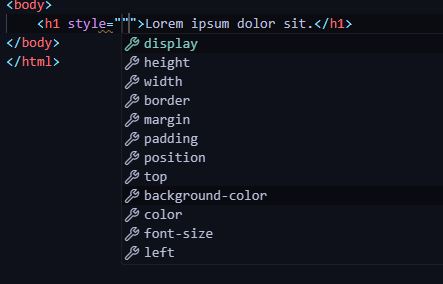 <body>
<h1 style=""">Lorem ipsum dolor sit.</h1>
</body>
</html>
display
height
width
border
margin
padding
position
top
background-color
color
font-size
left